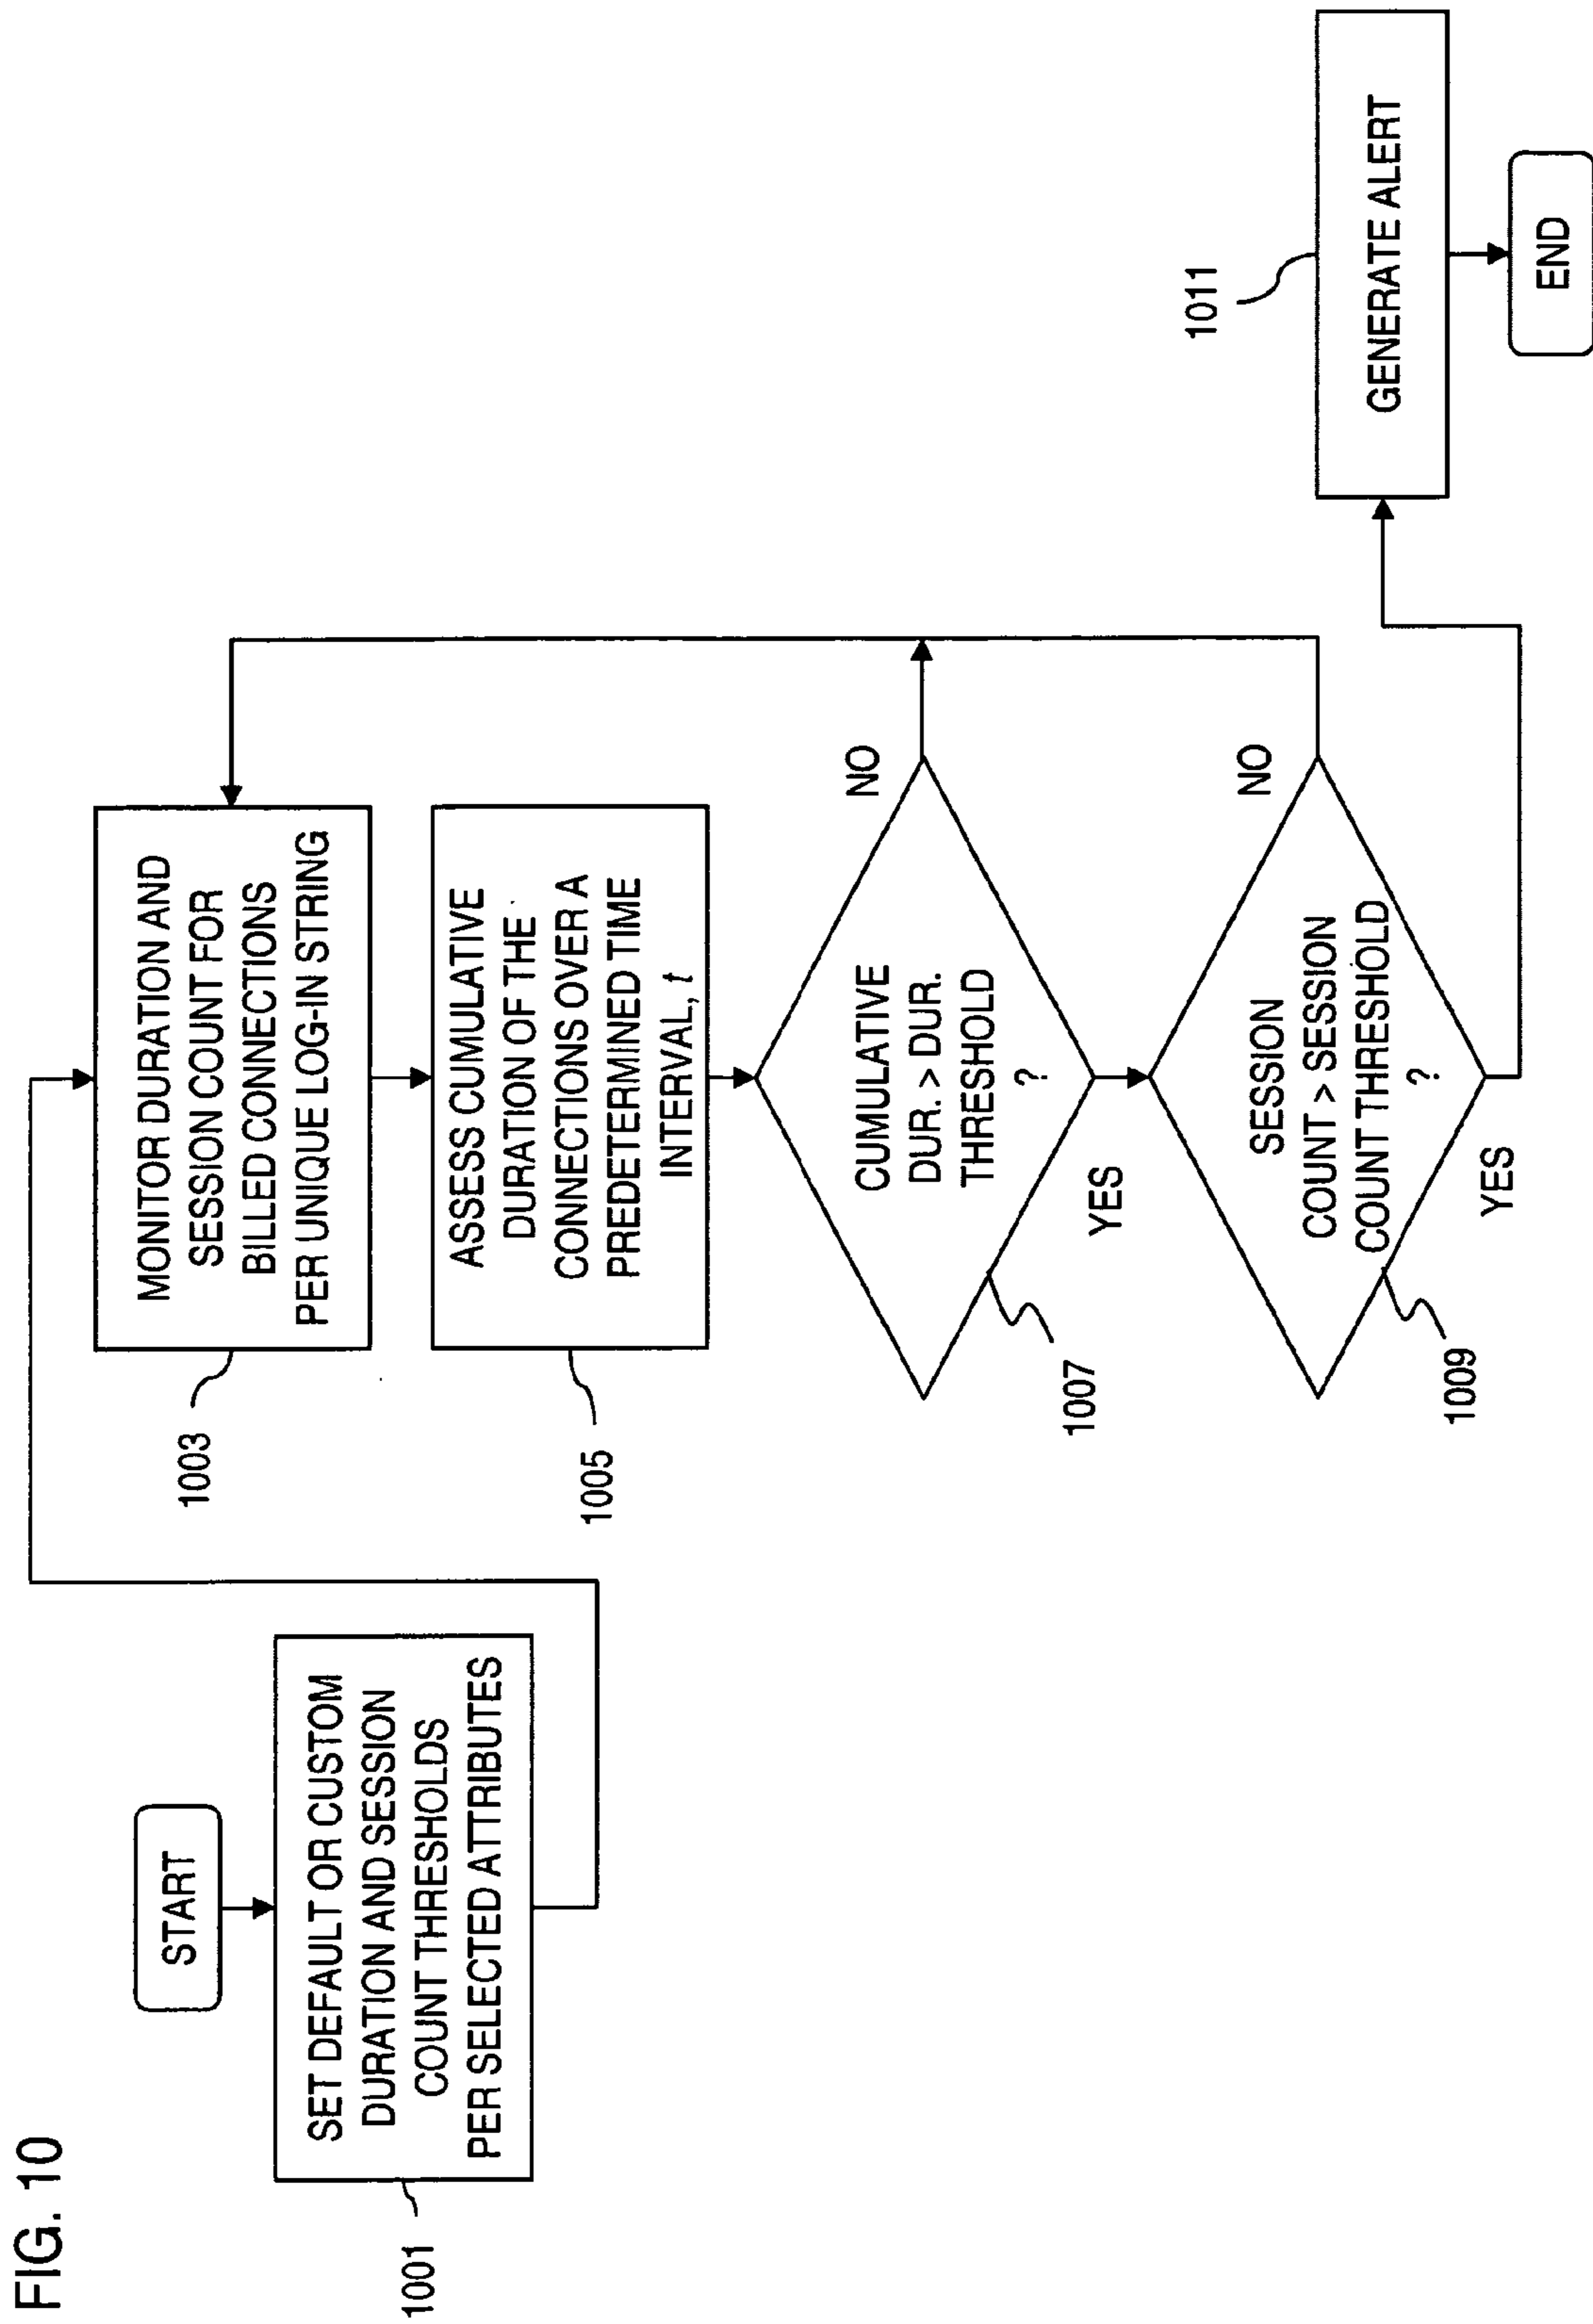 FIG. 10
START
SET DEFAULT OR CUSTOM
DURATION AND SESSION
COUNT THRESHOLDS
PER SELECTED ATTRIBUTES
1001
MONITOR DURATION AND
SESSION COUNT FOR
BILLED CONNECTIONS
PER UNIQUE LOG-IN STRING
1003
ASSESS CUMULATIVE
DURATION OF THE
CONNECTIONS OVER A
PREDETERMINED TIME
INTERVAL, t
1005
CUMULATIVE
DUR. > DUR.
THRESHOLD
?
NO
YES
1007
SESSION
COUNT > SESSION
COUNT THRESHOLD
?
NO
YES
1009
1011
GENERATE ALERT
END